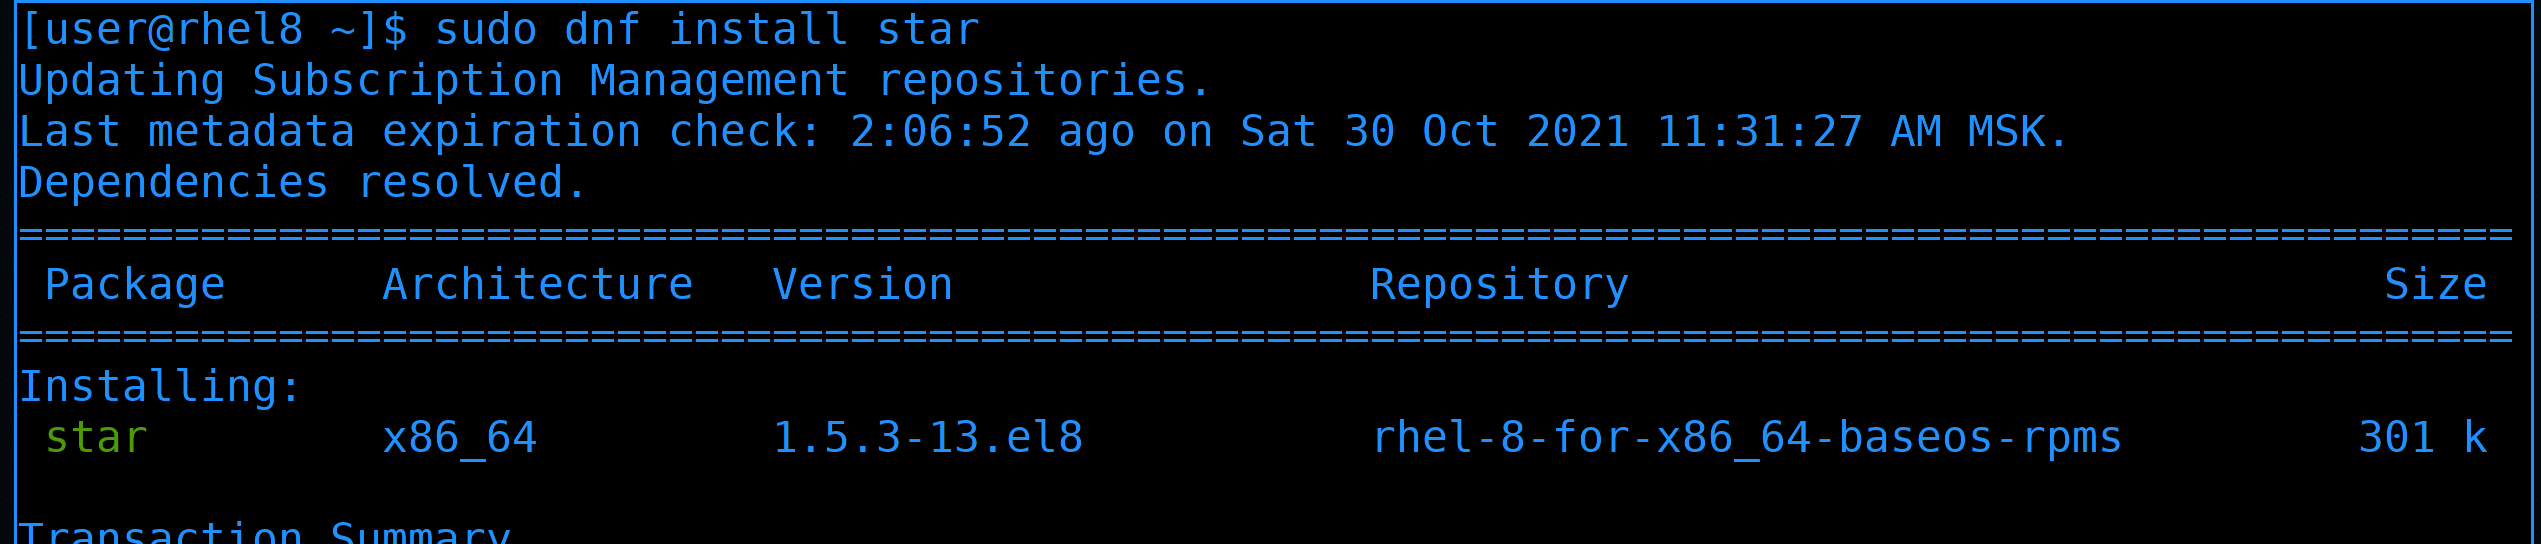 [user@rhel8 ~]$ sudo dnf install star
Updating Subscription Management repositories.
Last metadata expiration check: 2:06:52 ago on Sat 30 Oct 2021 11:31:27 AM MSK.
Dependencies resolved.
================================================================================================
 Package      Architecture   Version                Repository                             Size
================================================================================================
Installing:
 star         x86_64         1.5.3-13.el8           rhel-8-for-x86_64-baseos-rpms         301 k
Transaction Summary